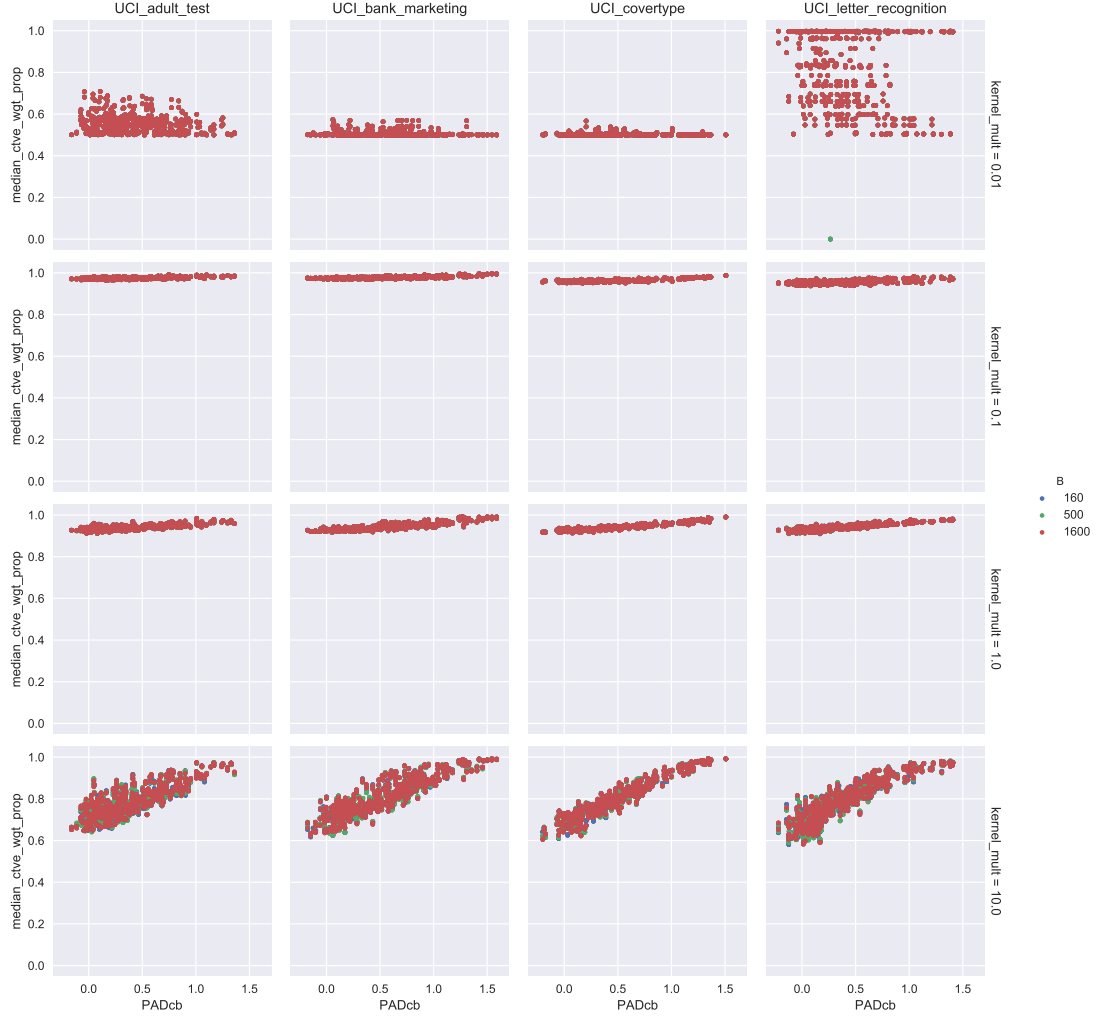 UCI_adult_test
UCI_bank_marketing
UCI_covertype
UCI_letter_recognition
median_ctve_wgt_prop
1.0
0.8
0.6
0.4
0.2
0.0
kernel_mult = 0.01
median_ctve_wgt_prop
1.0
0.8
0.6
0.4
0.2
0.0
kernel_mult = 0.1
B
160
500
1600
median_ctve_wgt_prop
1.0
0.8
0.6
0.4
0.2
0.0
kernel_mult = 1.0
median_ctve_wgt_prop
1.0
0.8
0.6
0.4
0.2
0.0
kernel_mult = 10.0
0.0 0.5 1.0 1.5
0.0 0.5 1.0 1.5
0.0 0.5 1.0 1.5
0.0 0.5 1.0 1.5
PADcb
PADcb
PADcb
PADcb